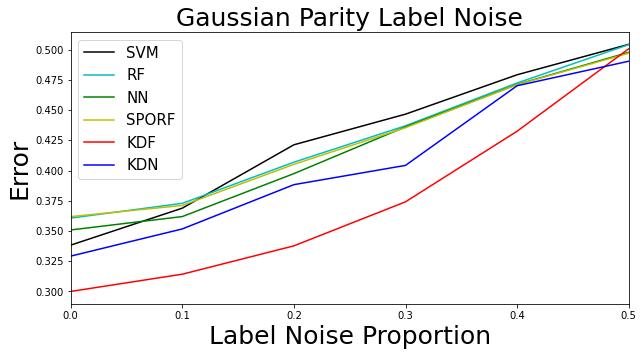 Gaussian Parity Label Noise
SVM
RF
NN
SPORF
KDF
KDN
Error
0.500
0.475
0.450
0.425
0.400
0.375
0.350
0.325
0.300
0.0 0.1 0.2 0.3 0.4 0.5
Label Noise Proportion